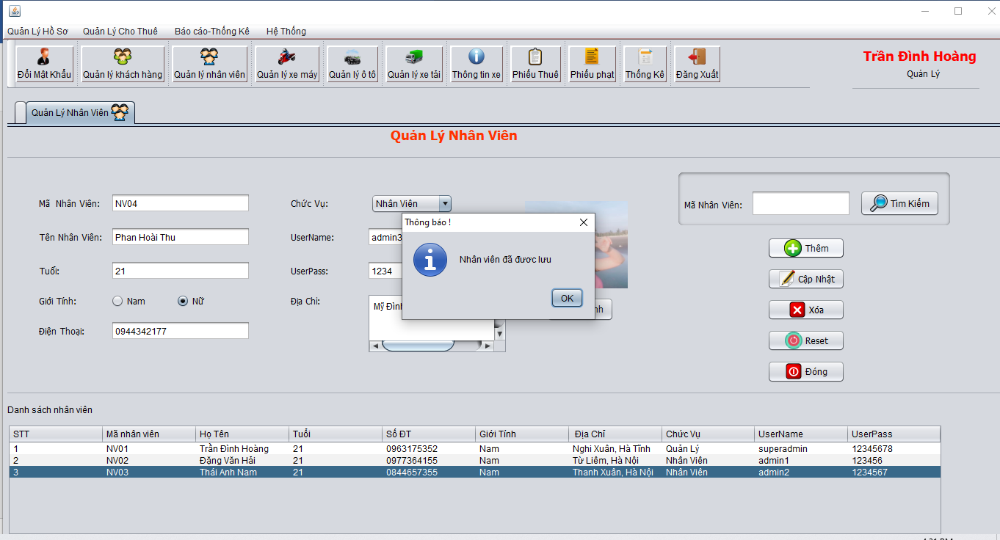 Quản Lý Hồ Sơ Quản Lý Cho Thuê Báo cáo-Thống Kê Hệ Thống
Đổi Mật Khẩu Quản lý khách hàng Quản lý nhân viên Quản lý xe máy Quản lý ô tô Quản lý xe tải Thông tin xe Phiếu Thuê Phiếu phạt Thống Kê Đăng Xuất
Trần Đình Hoàng
Quản Lý
Quản Lý Nhân Viên
Quản Lý Nhân Viên
Mã Nhân Viên: NV04
Tên Nhân Viên: Phan Hoài Thu
Tuổi: 21
Giới Tính: Nam Nữ
Điện Thoại: 0944342177
Chức Vụ: Nhân Viên
UserName: admin3
UserPass: 1234
Địa Chỉ: Mỹ Đìn
Thông báo !
Nhân viên đã đươc lưu
OK
nh
Mã Nhân Viên: Tìm Kiếm
Thêm
Cập Nhật
Xóa
Reset
Đóng
Danh sách nhân viên
STT Mã nhân viên Họ Tên Tuổi Số ĐT Giới Tính Địa Chỉ Chức Vụ UserName UserPass
1 NV01 Trần Đình Hoàng 21 0963175352 Nam Nghi Xuân, Hà Tĩnh Quản Lý superadmin 12345678
2 NV02 Đặng Văn Hải 21 0977364155 Nam Từ Liêm, Hà Nội Nhân Viên admin1 123456
3 NV03 Thái Anh Nam 21 0844657355 Nam Thanh Xuân, Hà Nội Nhân Viên admin2 1234567